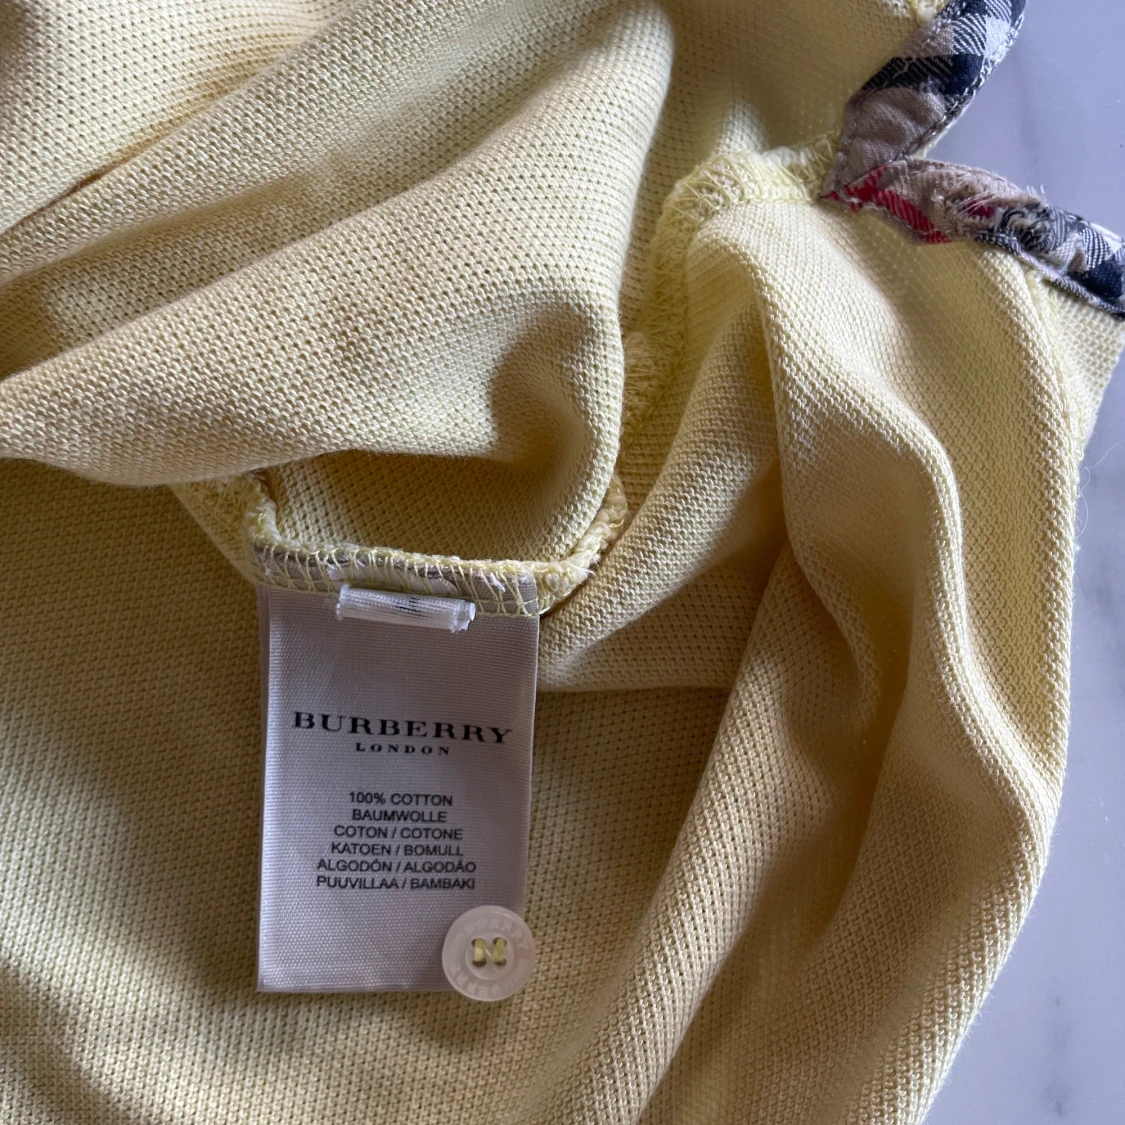 BURBERRY
LONDON
100% COTTON
BAUMWOLLE
COTON / COTONE
KATOEN / BOMULL
ALGODÓN / ALGODÃO
PUUVILLAA / BAMBAKI